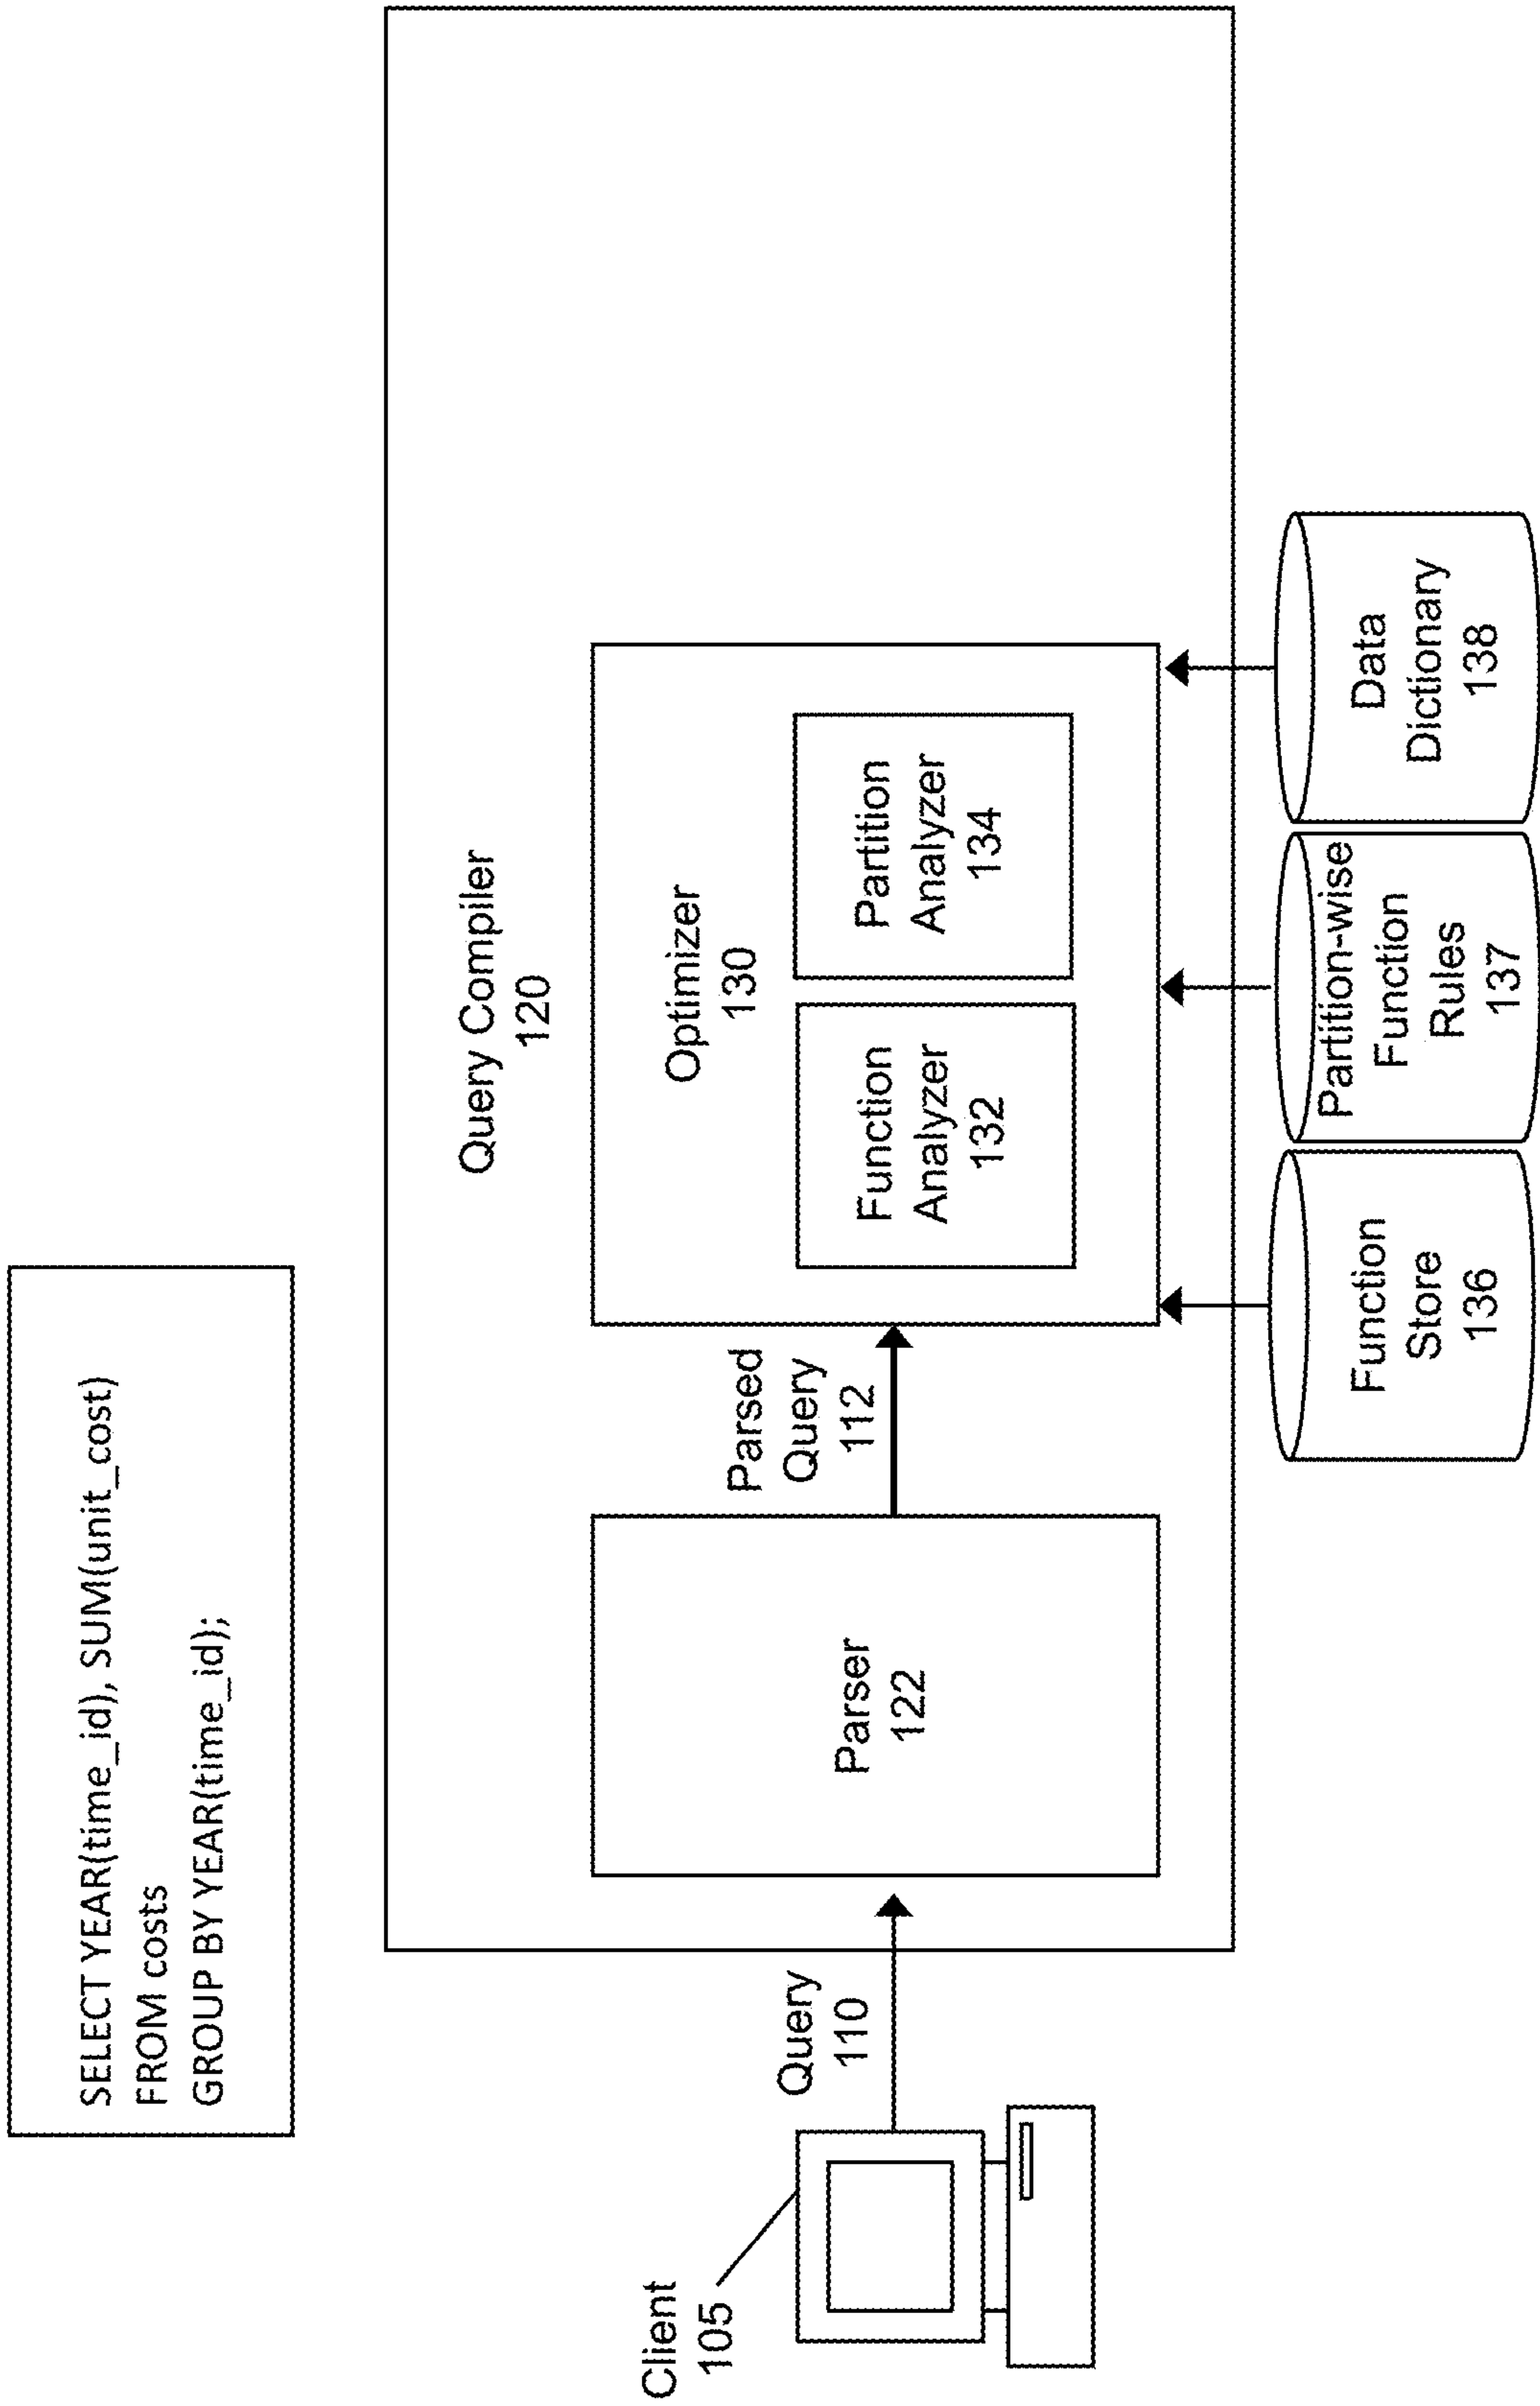 SELECT YEAR(time_id), SUM(unit_cost)
FROM costs
GROUP BY YEAR(time_id);
Query Compiler
120
Client
105
Query
110
Parser
122
Parsed
Query
112
Optimizer
130
Function
Analyzer
132
Partition
Analyzer
134
Function
Store
136
Partition-wise
Function
Rules
137
Data
Dictionary
138